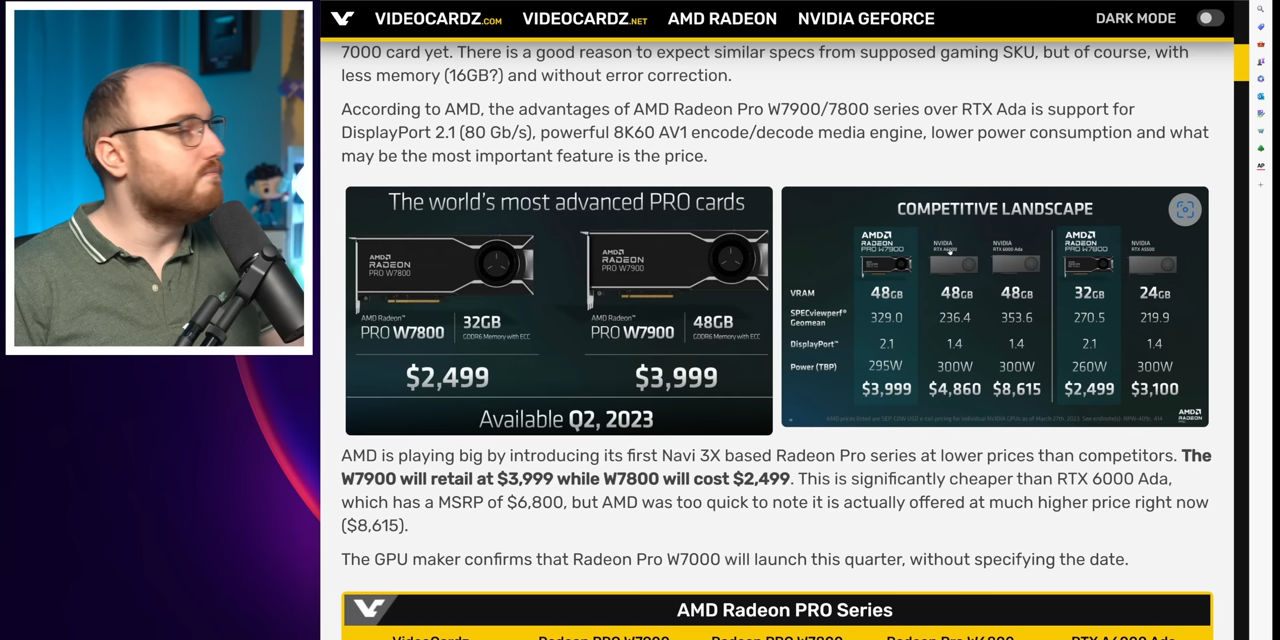 VIDEOCARDZ.COM VIDEOCARDZ.NET AMD RADEON NVIDIA GEFORCE DARK MODE
7000 card yet. There is a good reason to expect similar specs from supposed gaming SKU, but of course, with
less memory (16GB?) and without error correction.
According to AMD, the advantages of AMD Radeon Pro W7900/7800 series over RTX Ada is support for
DisplayPort 2.1 (80 Gb/s), powerful 8K60 AV1 encode/decode media engine, lower power consumption and what
may be the most important feature is the price.
The world's most advanced PRO cards
AMD
RADEON
PRO W7800
AMD
RADEON
PRO W7900
AMD Radeon™
PRO W7800
32GB
GDDR6 Memory with ECC
AMD Radeon™
PRO W7900
48GB
GDDR6 Memory with ECC
$2,499 $3,999
Available Q2, 2023
COMPETITIVE LANDSCAPE
AMD
RADEON
PRO W7900
NVIDIA
RTX A6000
NVIDIA
RTX 6000 Ada
AMD
RADEON
PRO W7800
NVIDIA
RTX A5500
VRAM 48GB 48GB 48GB 32GB 24GB
SPECviewperf®
Geomean 329.0 236.4 353.6 270.5 219.9
DisplayPort™ 2.1 1.4 1.4 2.1 1.4
Power (TBP) 295W 300W 300W 260W 300W
$3,999 $4,860 $8,615 $2,499 $3,100
AMD
RADEON
AMD is playing big by introducing its first Navi 3X based Radeon Pro series at lower prices than competitors. The
W7900 will retail at $3,999 while W7800 will cost $2,499. This is significantly cheaper than RTX 6000 Ada,
which has a MSRP of $6,800, but AMD was too quick to note it is actually offered at much higher price right now
($8,615).
The GPU maker confirms that Radeon Pro W7000 will launch this quarter, without specifying the date.
AMD Radeon PRO Series